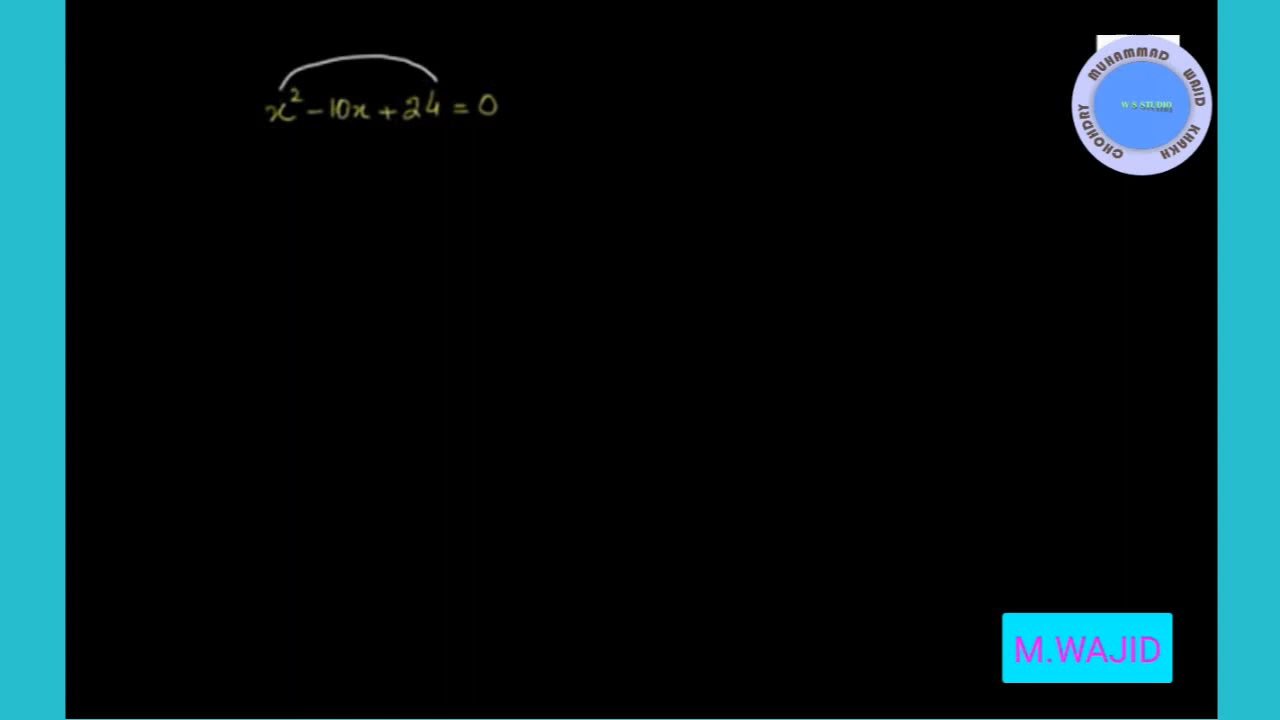 x² - 10x + 24 = 0
MUHAMMAD WAJID KHAKH
CHOHDRY
W S STUDIO
M.WAJID